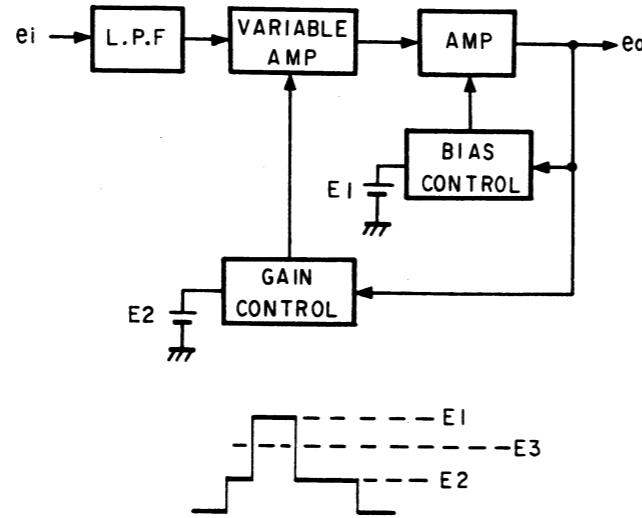 ei
L.P.F
VARIABLE
AMP
AMP
eo
BIAS
CONTROL
E1
GAIN
CONTROL
E2
E1
E3
E2